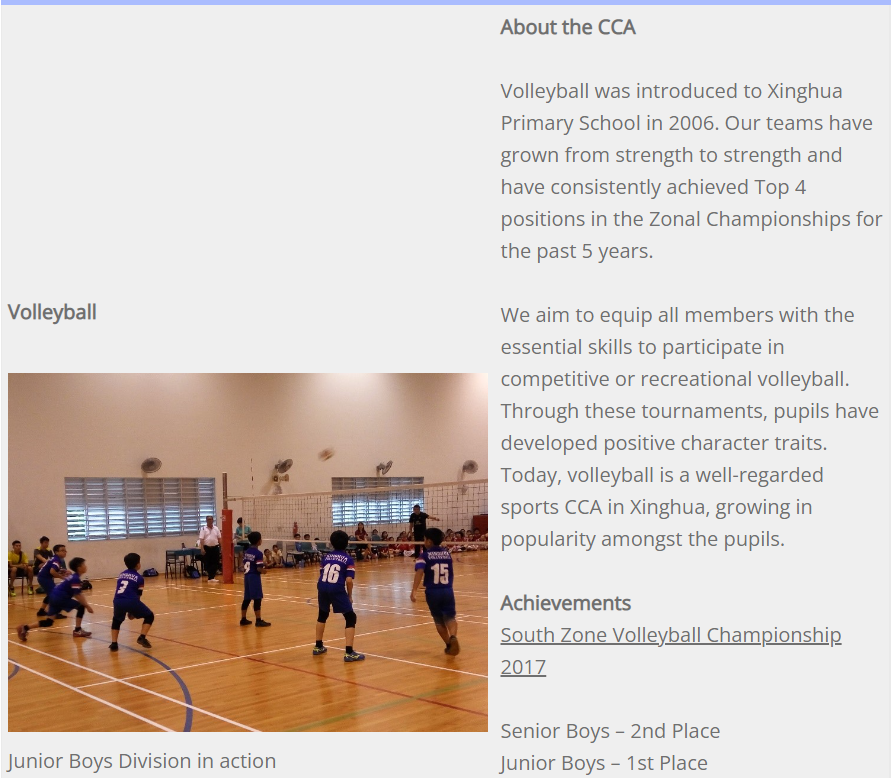 Volleyball
Junior Boys Division in action
About the CCA
Volleyball was introduced to Xinghua
Primary School in 2006. Our teams have
grown from strength to strength and
have consistently achieved Top 4
positions in the Zonal Championships for
the past 5 years.
We aim to equip all members with the
essential skills to participate in
competitive or recreational volleyball.
Through these tournaments, pupils have
developed positive character traits.
Today, volleyball is a well-regarded
sports CCA in Xinghua, growing in
popularity amongst the pupils.
Achievements
South Zone Volleyball Championship
2017
Senior Boys – 2nd Place
Junior Boys – 1st Place
16
15